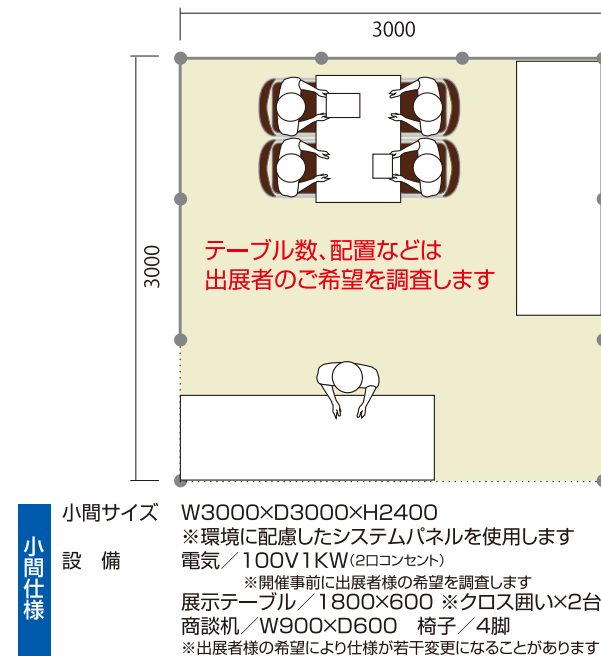 3000
3000
テーブル数、配置などは
出展者のご希望を調査します
小間仕様
小間サイズ W3000×D3000×H2400
※環境に配慮したシステムパネルを使用します
設 備 電気／100V1KW(2口コンセント)
※開催事前に出展者様の希望を調査します
展示テーブル／1800×600 ※クロス囲い×2台
商談机／W900×D600 椅子／4脚
※出展者様の希望により仕様が若干変更になることがあります